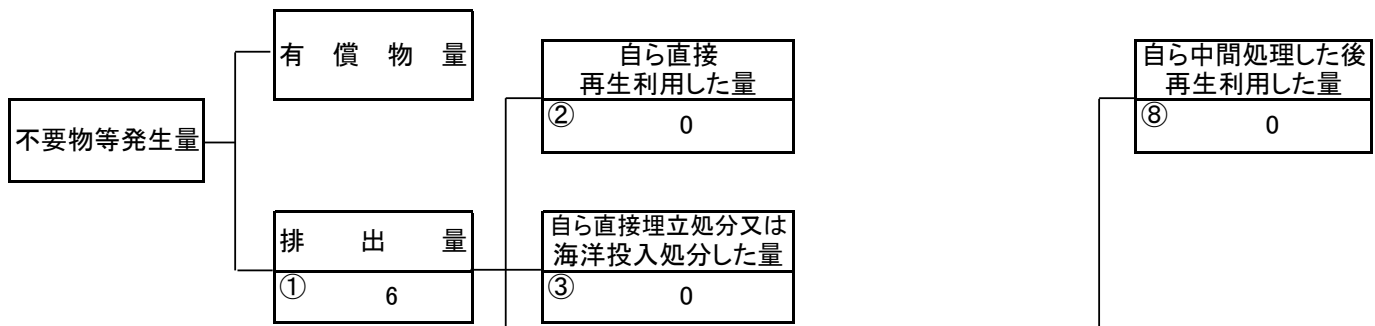 有償物量
自ら直接
再生利用した量
② 0
自ら中間処理した後
再生利用した量
⑧ 0
不要物等発生量
排出量
① 6
自ら直接埋立処分又は
海洋投入処分した量
③ 0